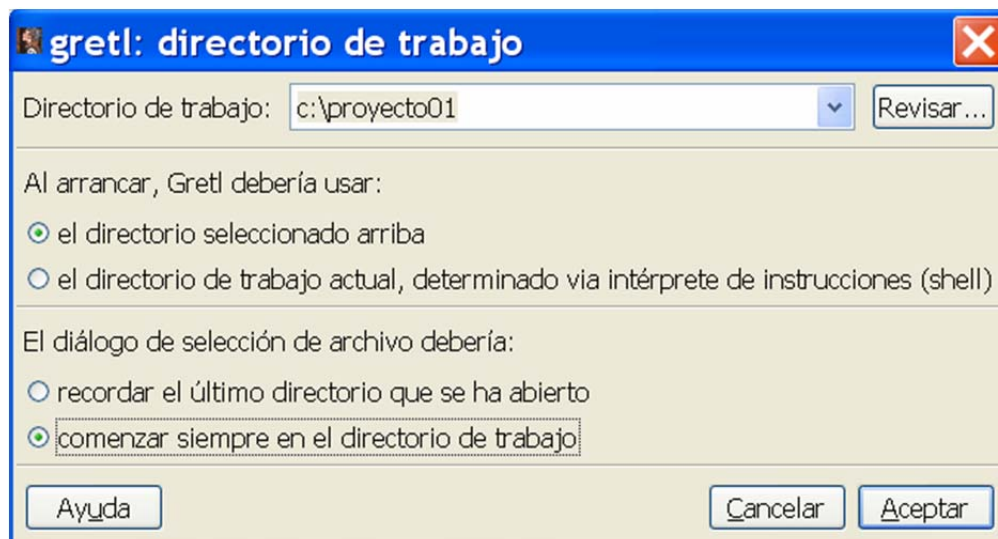 gretl: directorio de trabajo
Directorio de trabajo: c:\proyecto01 Revisar...
Al arrancar, Gretl debería usar:
el directorio seleccionado arriba
el directorio de trabajo actual, determinado via intérprete de instrucciones (shell)
El diálogo de selección de archivo debería:
recordar el último directorio que se ha abierto
comenzar siempre en el directorio de trabajo
Ayuda Cancelar Aceptar